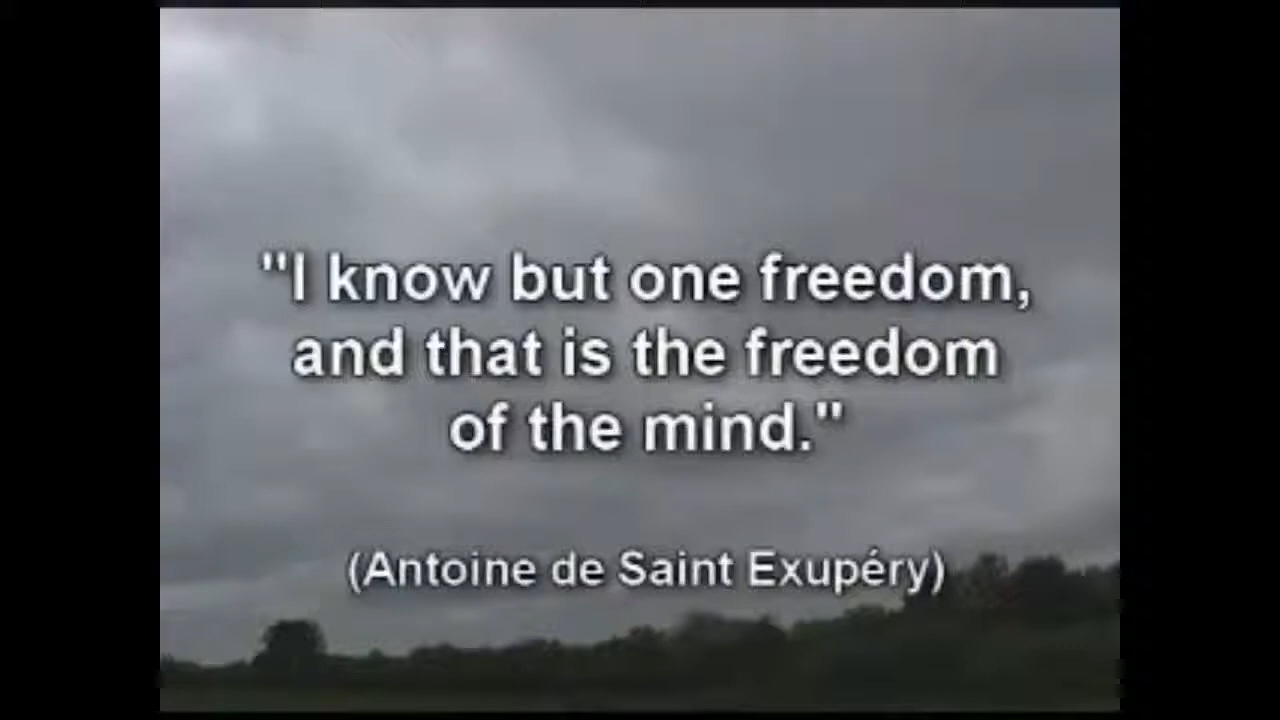 "I know but one freedom,
and that is the freedom
of the mind."
(Antoine de Saint Exupéry)